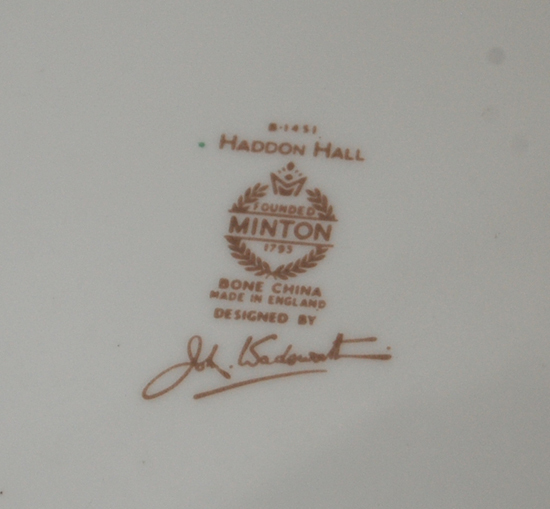 B-1451
HADDON HALL
FOUNDED
MINTON
1793
BONE CHINA
MADE IN ENGLAND
DESIGNED BY
John Wadsworth